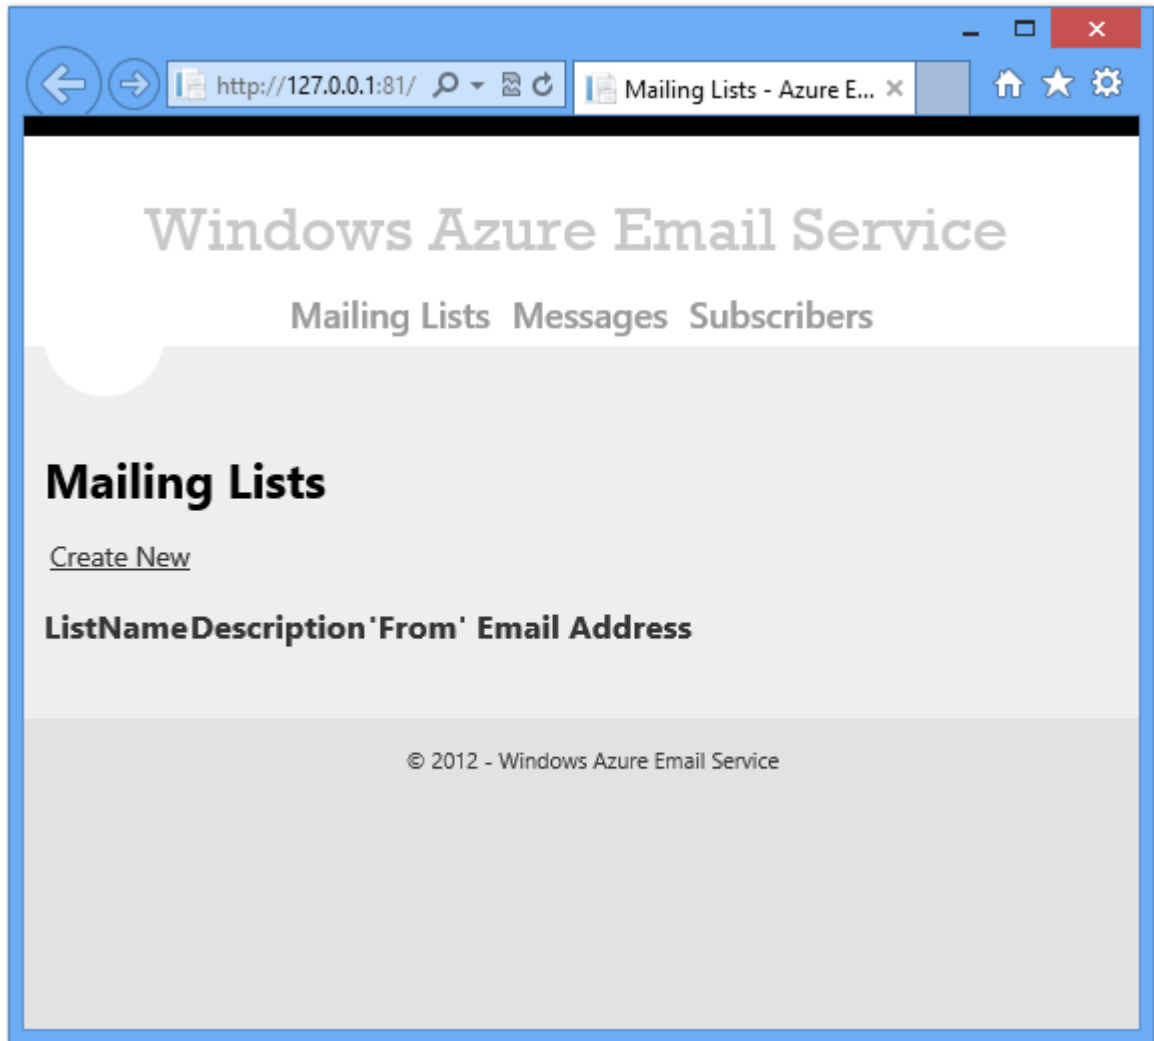 http://127.0.0.1:81/ Mailing Lists - Azure E...
Windows Azure Email Service
Mailing Lists Messages Subscribers
Mailing Lists
Create New
ListName Description 'From' Email Address
© 2012 - Windows Azure Email Service